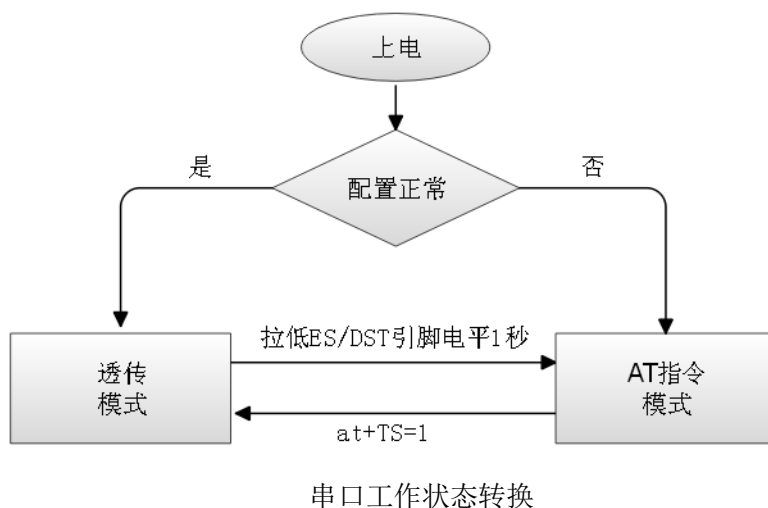 上电
配置正常
是
否
拉低ES/DST引脚电平1秒
透传
模式
AT指令
模式
at+TS=1
串口工作状态转换